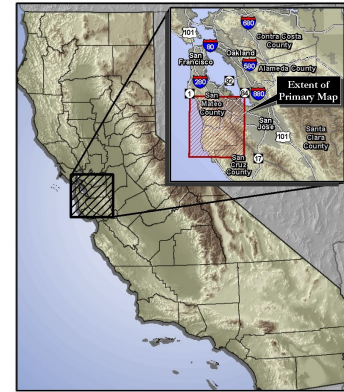 680
101
Contra Costa
County
80
Oakland
San
Francisco
580
Alameda County
280
92
Extent of
Primary Map
1
84
880
San
Mateo
County
San
Jose
101
Santa
Clara
County
San
Cruz
County
17